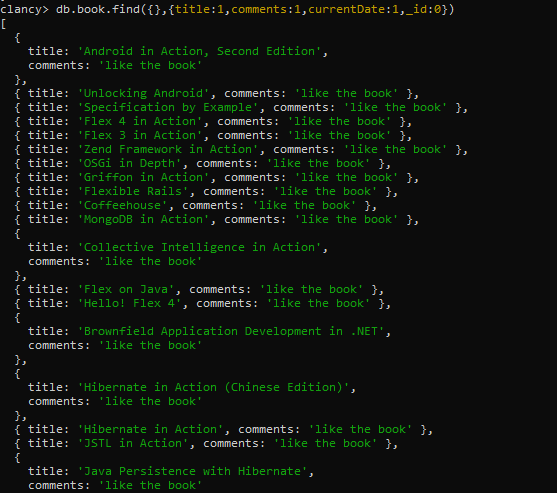 clancy> db.book.find({},{title:1,comments:1,currentDate:1,_id:0})
[
  {
    title: 'Android in Action, Second Edition',
    comments: 'like the book'
  },
  { title: 'Unlocking Android', comments: 'like the book' },
  { title: 'Specification by Example', comments: 'like the book' },
  { title: 'Flex 4 in Action', comments: 'like the book' },
  { title: 'Flex 3 in Action', comments: 'like the book' },
  { title: 'Zend Framework in Action', comments: 'like the book' },
  { title: 'OSGi in Depth', comments: 'like the book' },
  { title: 'Griffon in Action', comments: 'like the book' },
  { title: 'Flexible Rails', comments: 'like the book' },
  { title: 'Coffeehouse', comments: 'like the book' },
  { title: 'MongoDB in Action', comments: 'like the book' },
  {
    title: 'Collective Intelligence in Action',
    comments: 'like the book'
  },
  { title: 'Flex on Java', comments: 'like the book' },
  { title: 'Hello! Flex 4', comments: 'like the book' },
  {
    title: 'Brownfield Application Development in .NET',
    comments: 'like the book'
  },
  {
    title: 'Hibernate in Action (Chinese Edition)',
    comments: 'like the book'
  },
  { title: 'Hibernate in Action', comments: 'like the book' },
  { title: 'JSTL in Action', comments: 'like the book' },
  {
    title: 'Java Persistence with Hibernate',
    comments: 'like the book'